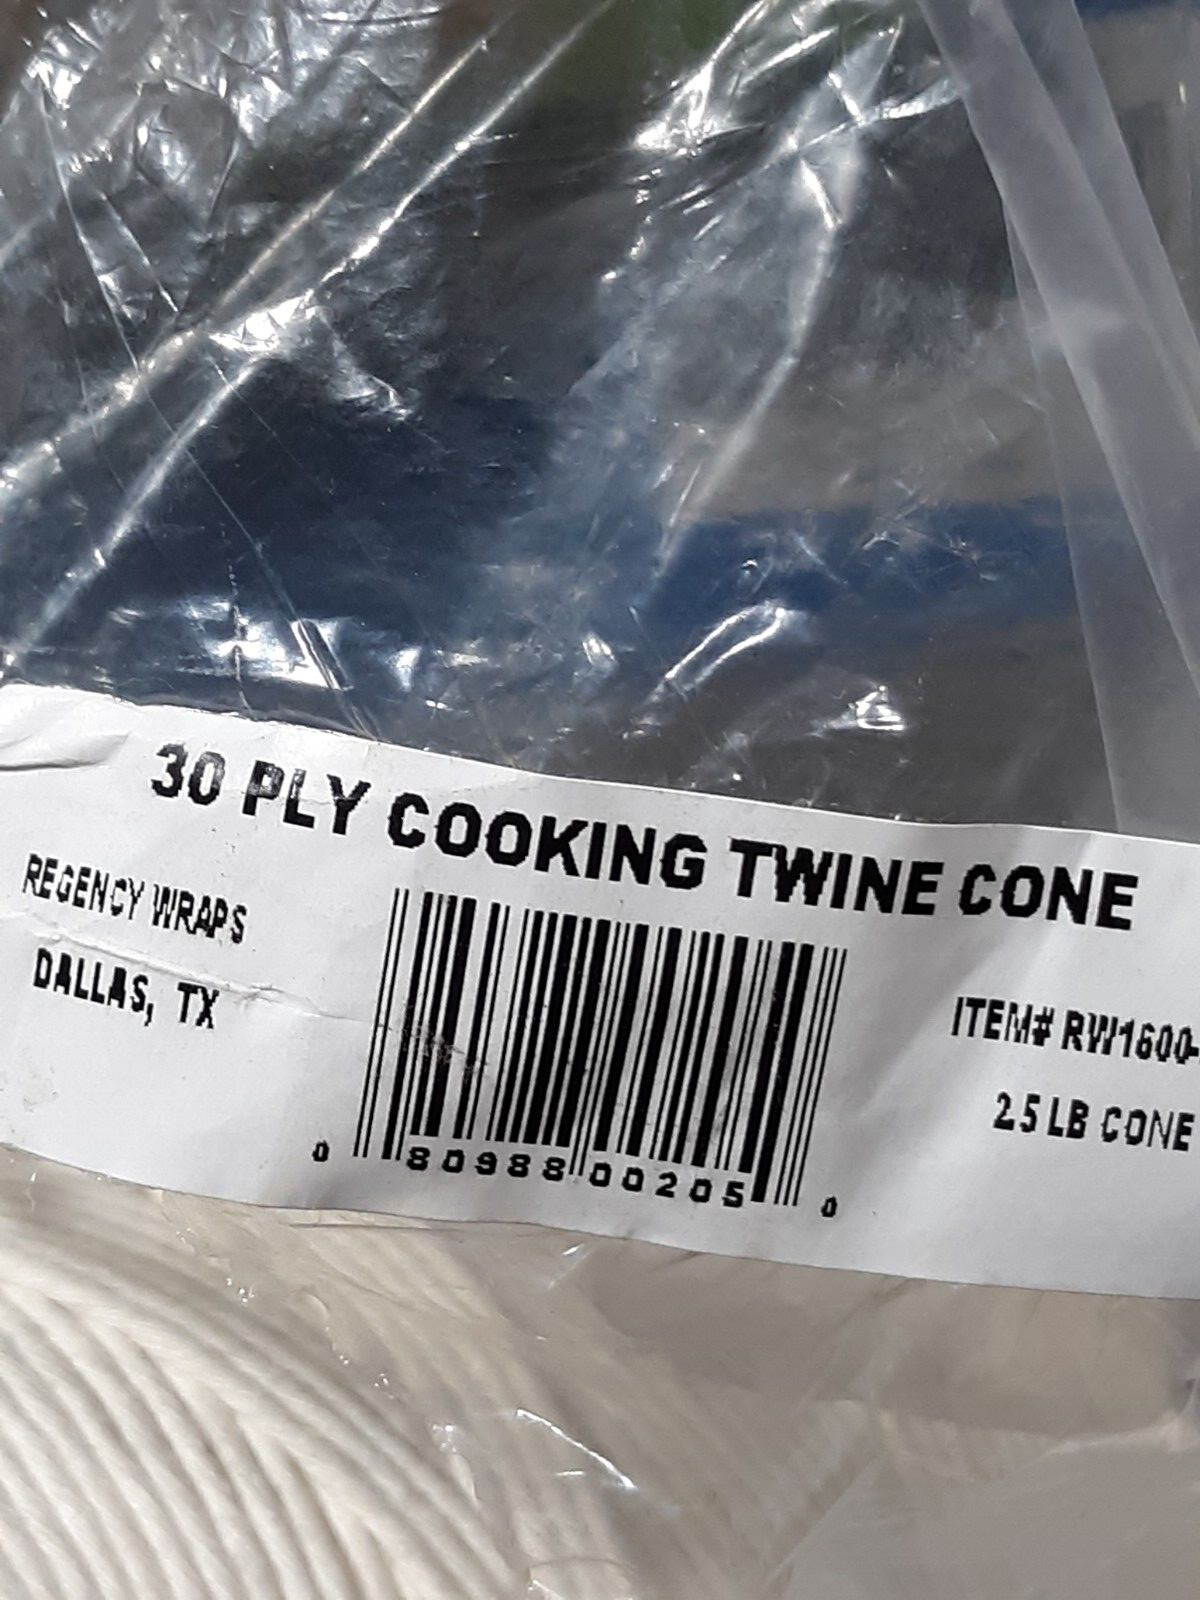 30 PLY COOKING TWINE CONE
REGENCY WRAPS
DALLAS, TX
ITEM# RW1600-
2.5 LB CONE
0 80988 00205 0